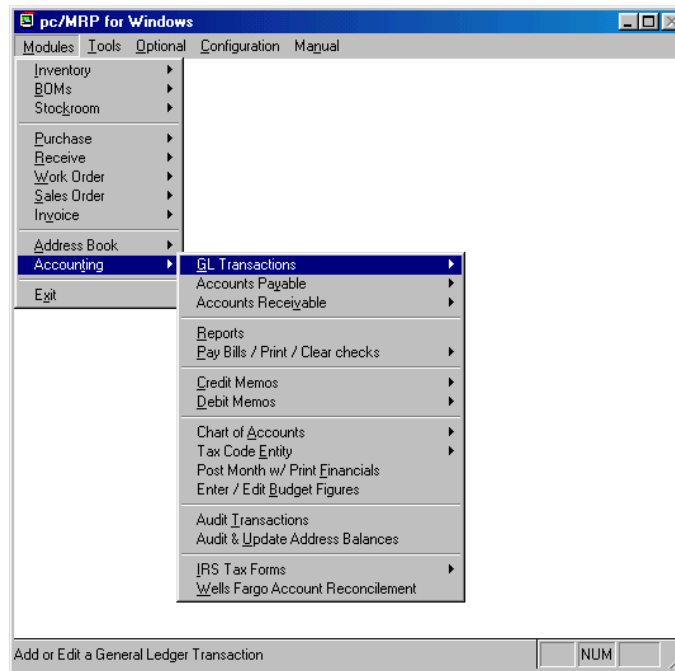 pc/MRP for Windows
Modules Tools Optional Configuration Manual
Inventory
BOMs
Stockroom
Purchase
Receive
Work Order
Sales Order
Invoice
Address Book
Accounting
Exit
GL Transactions
Accounts Payable
Accounts Receivable
Reports
Pay Bills / Print / Clear checks
Credit Memos
Debit Memos
Chart of Accounts
Tax Code Entity
Post Month w/ Print Financials
Enter / Edit Budget Figures
Audit Transactions
Audit & Update Address Balances
IRS Tax Forms
Wells Fargo Account Reconcilement
Add or Edit a General Ledger Transaction NUM